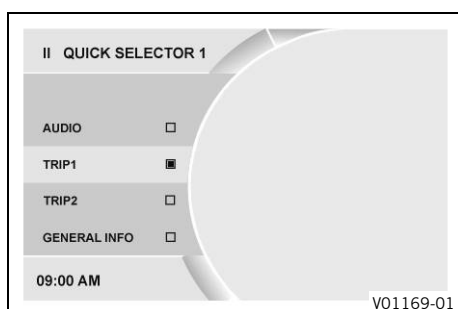 II QUICK SELECTOR 1
AUDIO
TRIP1
TRIP2
GENERAL INFO
09:00 AM
V01169-01